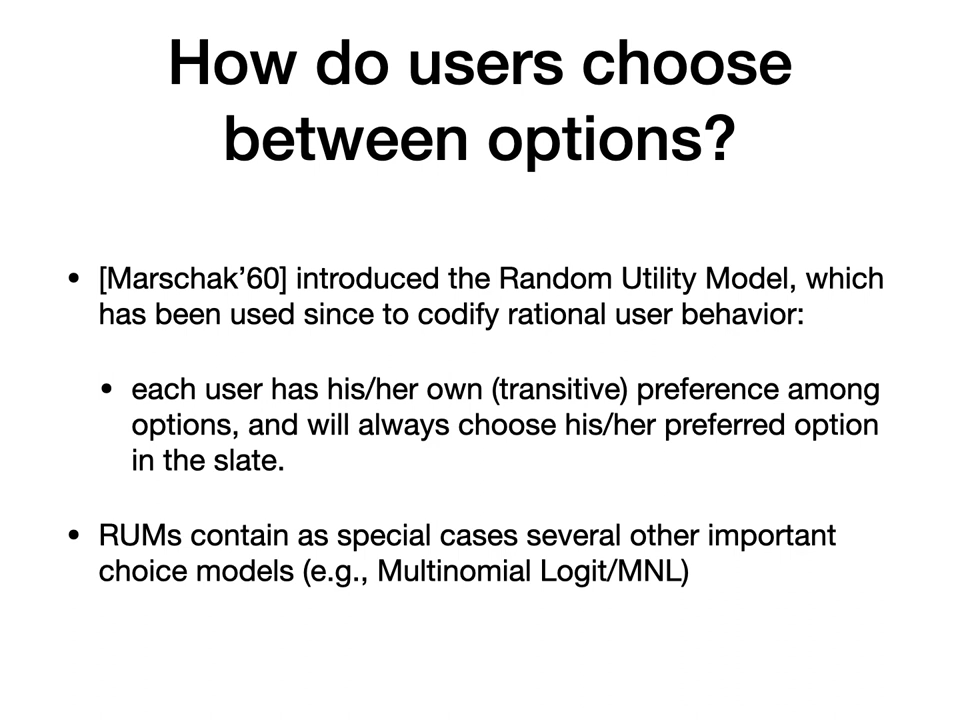 How do users choose
between options?
• [Marschak’60] introduced the Random Utility Model, which
has been used since to codify rational user behavior:
• each user has his/her own (transitive) preference among
options, and will always choose his/her preferred option
in the slate.
• RUMs contain as special cases several other important
choice models (e.g., Multinomial Logit/MNL)